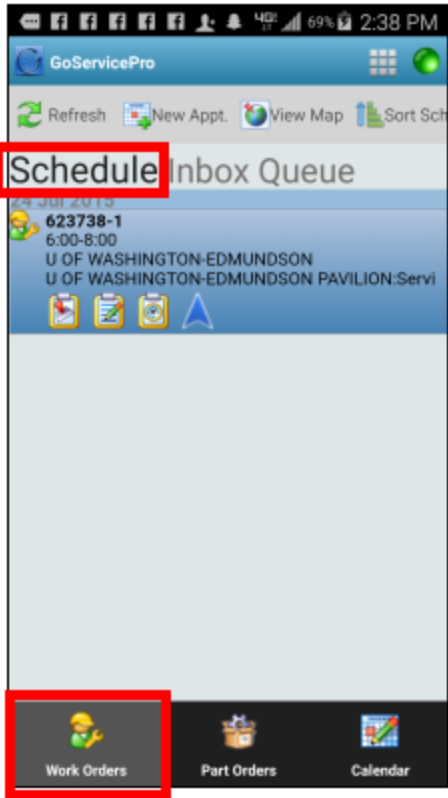 4G 69% 2:38 PM
GoServicePro
Refresh New Appt. View Map Sort Sch
Schedule Inbox Queue
24 Jul 2015
623738-1
6:00-8:00
U OF WASHINGTON-EDMUNDSON
U OF WASHINGTON-EDMUNDSON PAVILION:Servi
Work Orders Part Orders Calendar